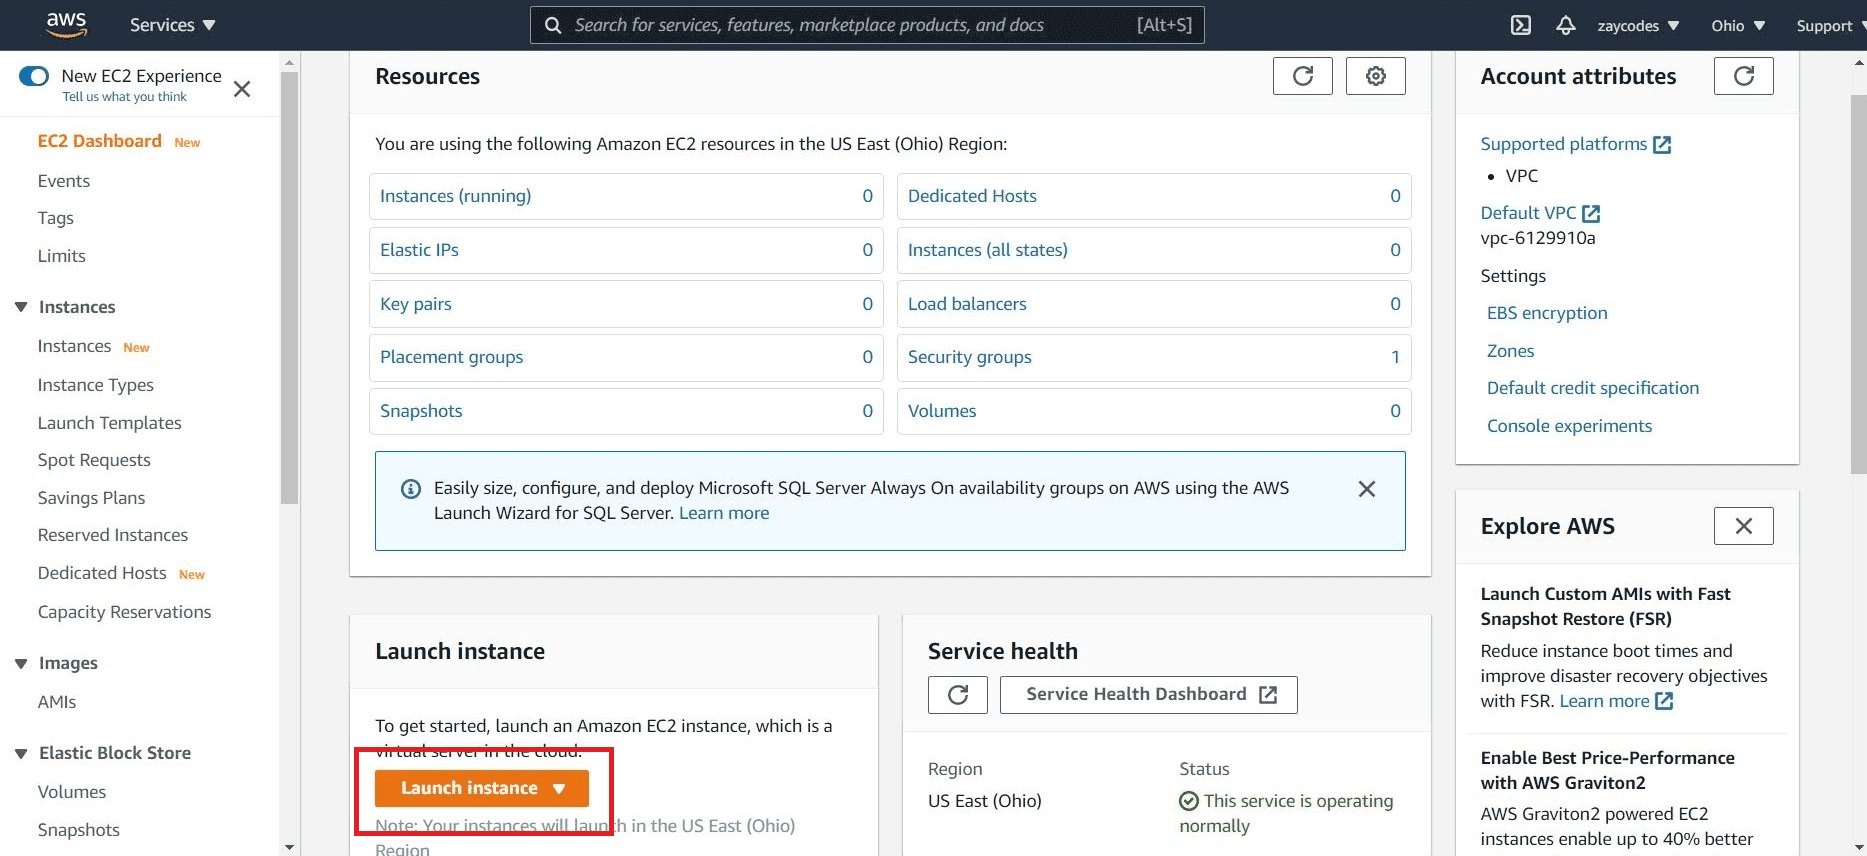 aws
Services
Search for services, features, marketplace products, and docs [Alt+S]
zaycodes
Ohio
Support
New EC2 Experience
Tell us what you think
EC2 Dashboard New
Events
Tags
Limits
Instances
Instances New
Instance Types
Launch Templates
Spot Requests
Savings Plans
Reserved Instances
Dedicated Hosts New
Capacity Reservations
Images
AMIs
Elastic Block Store
Volumes
Snapshots
Resources
You are using the following Amazon EC2 resources in the US East (Ohio) Region:
Instances (running) 0
Dedicated Hosts 0
Elastic IPs 0
Instances (all states) 0
Key pairs 0
Load balancers 0
Placement groups 0
Security groups 1
Snapshots 0
Volumes 0
Easily size, configure, and deploy Microsoft SQL Server Always On availability groups on AWS using the AWS
Launch Wizard for SQL Server. Learn more
Launch instance
To get started, launch an Amazon EC2 instance, which is a
virtual server in the cloud.
Launch instance
Note: Your instances will launch in the US East (Ohio)
Region
Service health
Service Health Dashboard
Region
US East (Ohio)
Status
This service is operating
normally
Account attributes
Supported platforms
• VPC
Default VPC
vpc-6129910a
Settings
EBS encryption
Zones
Default credit specification
Console experiments
Explore AWS
Launch Custom AMIs with Fast
Snapshot Restore (FSR)
Reduce instance boot times and
improve disaster recovery objectives
with FSR. Learn more
Enable Best Price-Performance
with AWS Graviton2
AWS Graviton2 powered EC2
instances enable up to 40% better